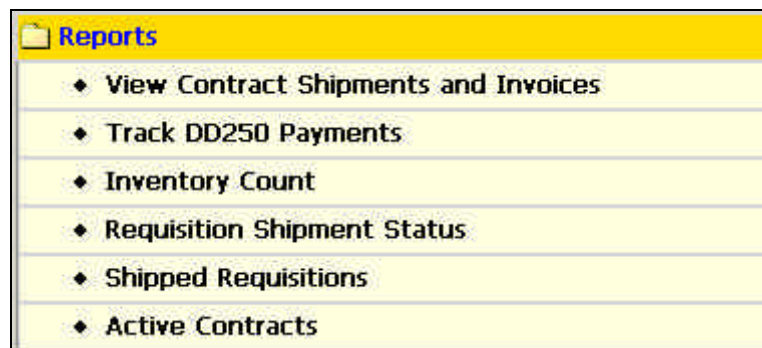 Reports
View Contract Shipments and Invoices
Track DD250 Payments
Inventory Count
Requisition Shipment Status
Shipped Requisitions
Active Contracts